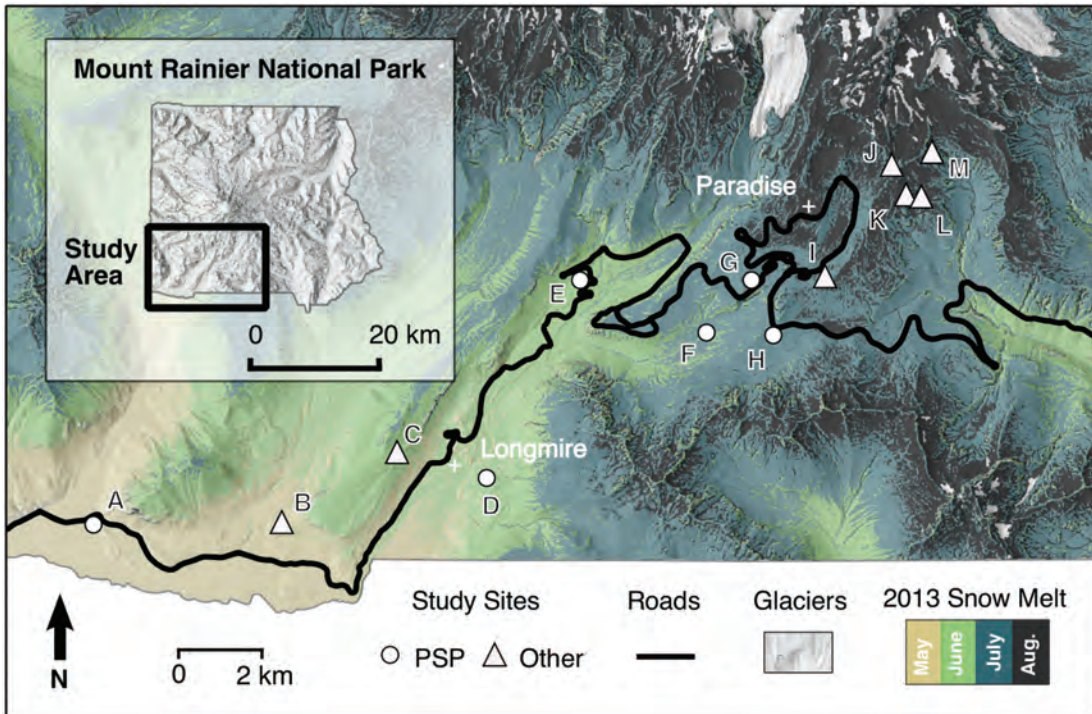 Mount Rainier National Park
Study
Area
0
20 km
Paradise
J
M
K
L
I
G
E
F
H
C
Longmire
D
A
B
Study Sites
Roads
Glaciers
2013 Snow Melt
PSP
Other
May
June
July
Aug.
N
0
2 km